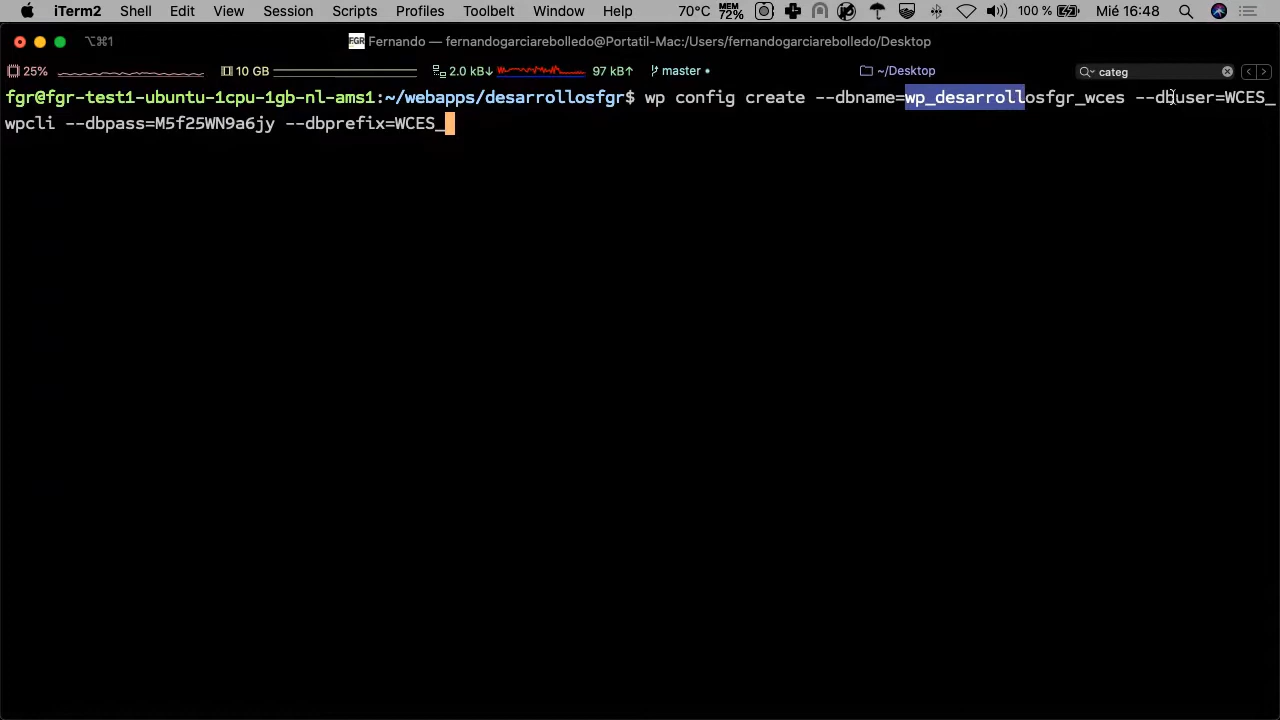 iTerm2 Shell Edit View Session Scripts Profiles Toolbelt Window Help 70°C MEM 72% 100 % Mié 16:48
⌥⌘1 FGR Fernando — fernandogarciarebolledo@Portatil-Mac:/Users/fernandogarciarebolledo/Desktop
25% 10 GB 2.0 kB↓ 97 kB↑ master • ~/Desktop categ
fgr@fgr-test1-ubuntu-1cpu-1gb-nl-ams1:~/webapps/desarrollosfgr$ wp config create --dbname=wp_desarrollosfgr_wces --dbuser=WCES_
wpcli --dbpass=M5f25WN9a6jy --dbprefix=WCES_